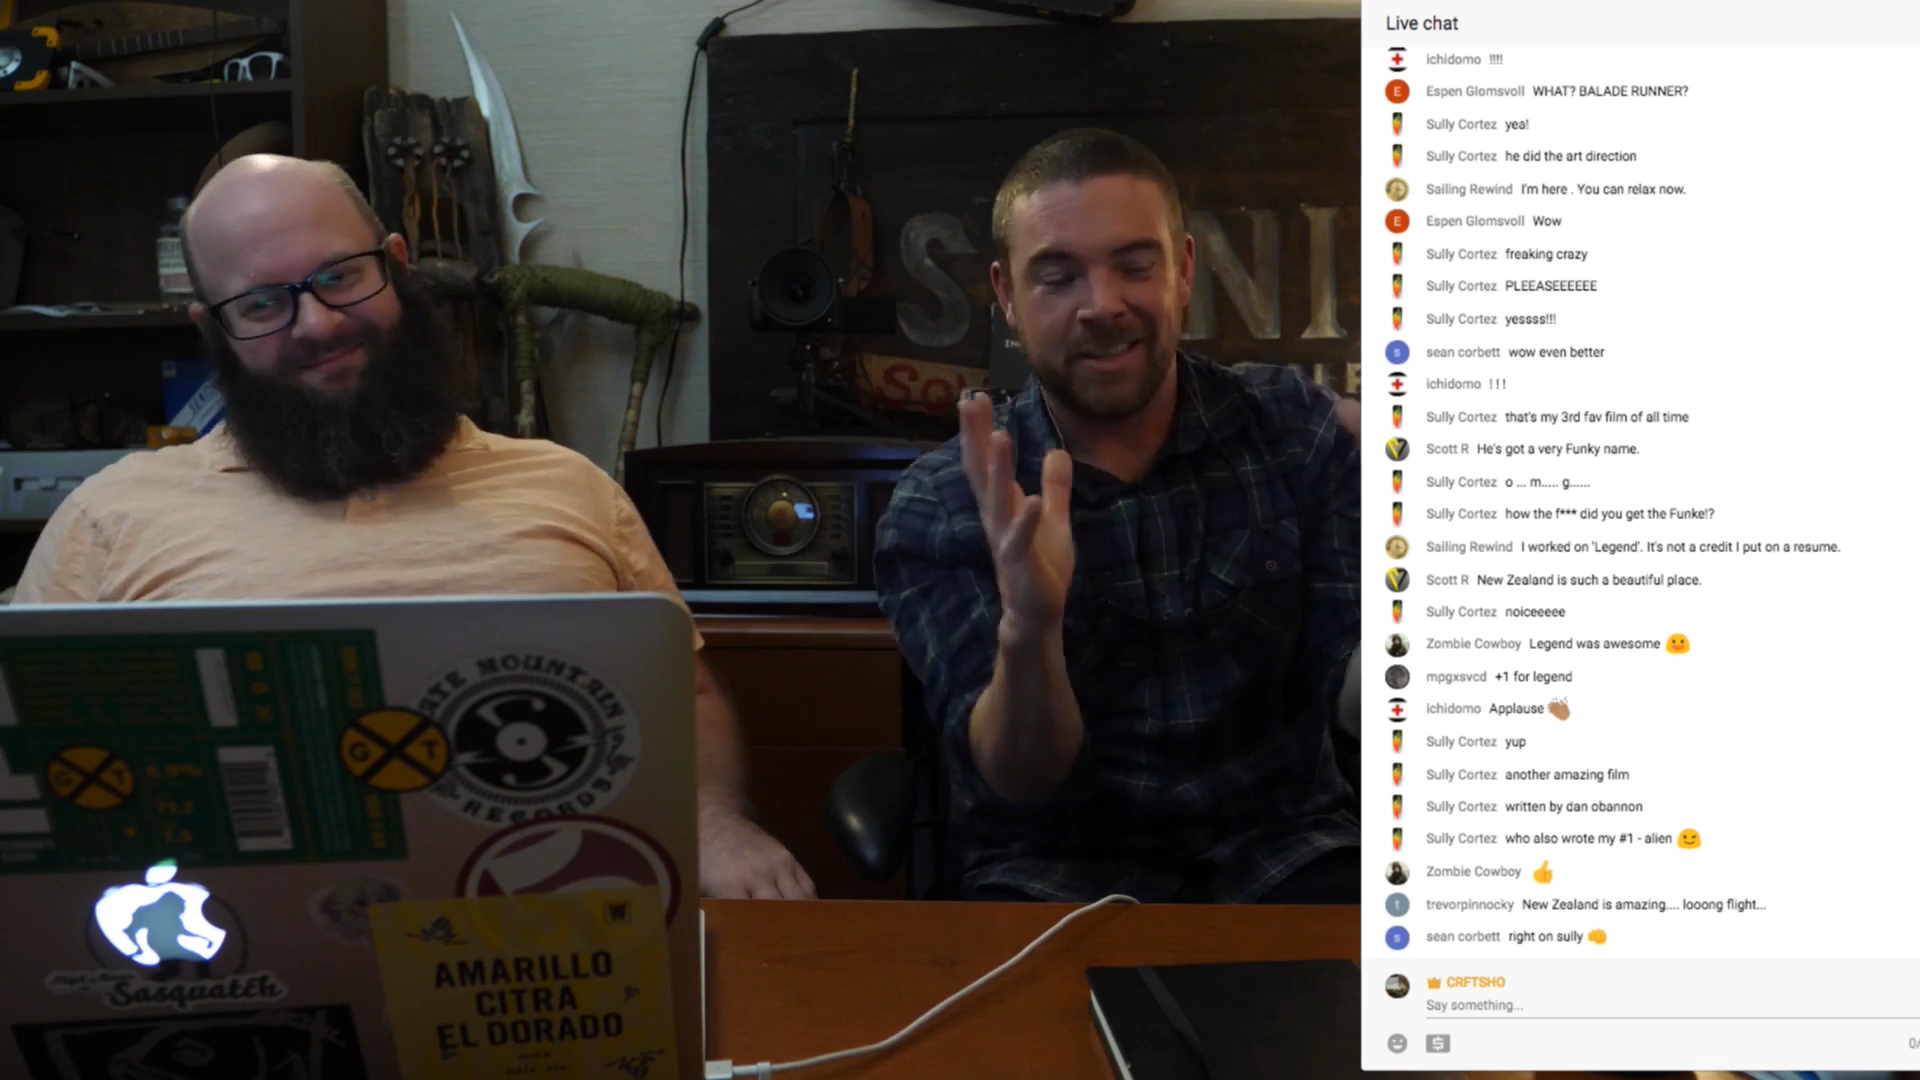 Live chat
ichidomo !!!!
E Espen Glomsvoll WHAT? BALADE RUNNER?
Sully Cortez yea!
Sully Cortez he did the art direction
Sailing Rewind I'm here . You can relax now.
E Espen Glomsvoll Wow
Sully Cortez freaking crazy
Sully Cortez PLEEASEEEEEE
Sully Cortez yessss!!!
s sean corbett wow even better
ichidomo ! ! !
Sully Cortez that's my 3rd fav film of all time
Scott R He's got a very Funky name.
Sully Cortez o ... m..... g......
Sully Cortez how the f*** did you get the Funke!?
Sailing Rewind I worked on 'Legend'. It's not a credit I put on a resume.
Scott R New Zealand is such a beautiful place.
Sully Cortez noiceeeee
Zombie Cowboy Legend was awesome 😀
mpgxsvcd +1 for legend
ichidomo Applause 👏🏽
Sully Cortez yup
Sully Cortez another amazing film
Sully Cortez written by dan obannon
Sully Cortez who also wrote my #1 - alien 😉
Zombie Cowboy 👍
t trevorpinnocky New Zealand is amazing.... looong flight...
s sean corbett right on sully 👊
CRFTSHO
Say something...
$ 0/
S NI
G T
G T
MOUNTAIN
RECORDS
Sasquatch
W
AMARILLO
CITRA
EL DORADO